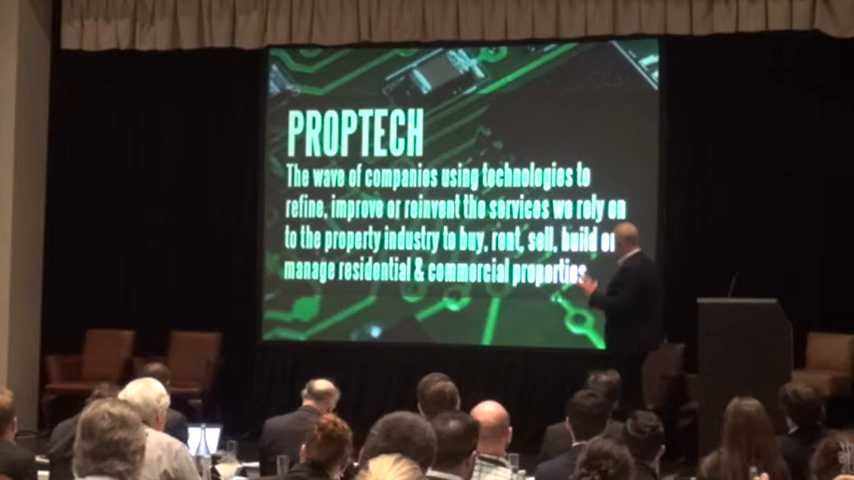 PROPTECH
The wave of companies using technologies to
refine, improve or reinvent the services we rely on
to the property industry to buy, rent, sell, build or
manage residential & commercial properties